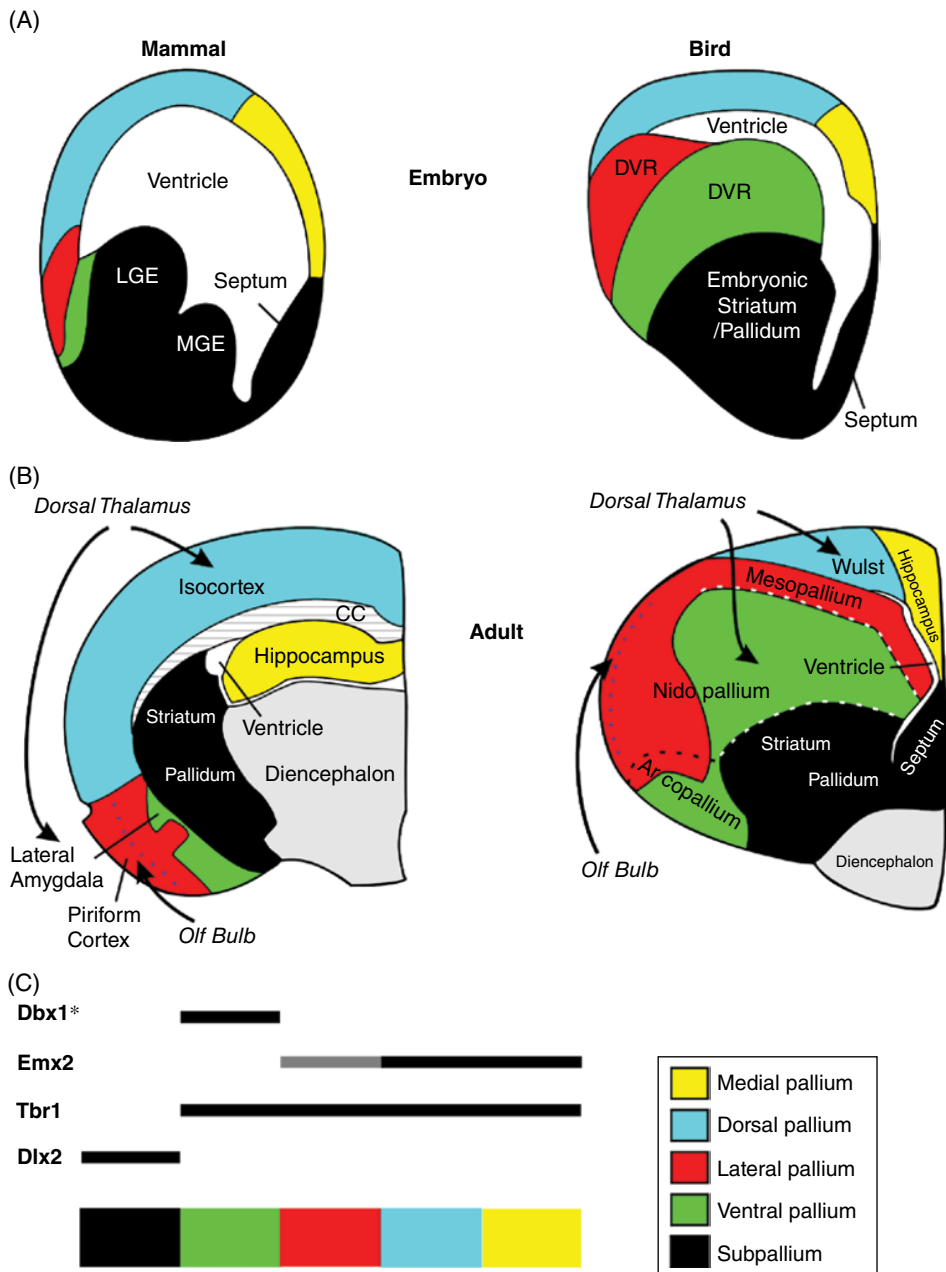 (A)
Mammal
Bird
Embryo
Ventricle
LGE
MGE
Septum
Ventricle
DVR
DVR
Embryonic
Striatum
/Pallidum
Septum
(B)
Adult
Dorsal Thalamus
Isocortex
CC
Hippocampus
Striatum
Ventricle
Pallidum
Diencephalon
Lateral
Amygdala
Piriform
Cortex
Olf Bulb
Dorsal Thalamus
Wulst
Hippocampus
Mesopallium
Ventricle
Nido pallium
Striatum
Septum
Pallidum
Arcopallium
Diencephalon
Olf Bulb
(C)
Dbx1*
Emx2
Tbr1
Dlx2
Medial pallium
Dorsal pallium
Lateral pallium
Ventral pallium
Subpallium